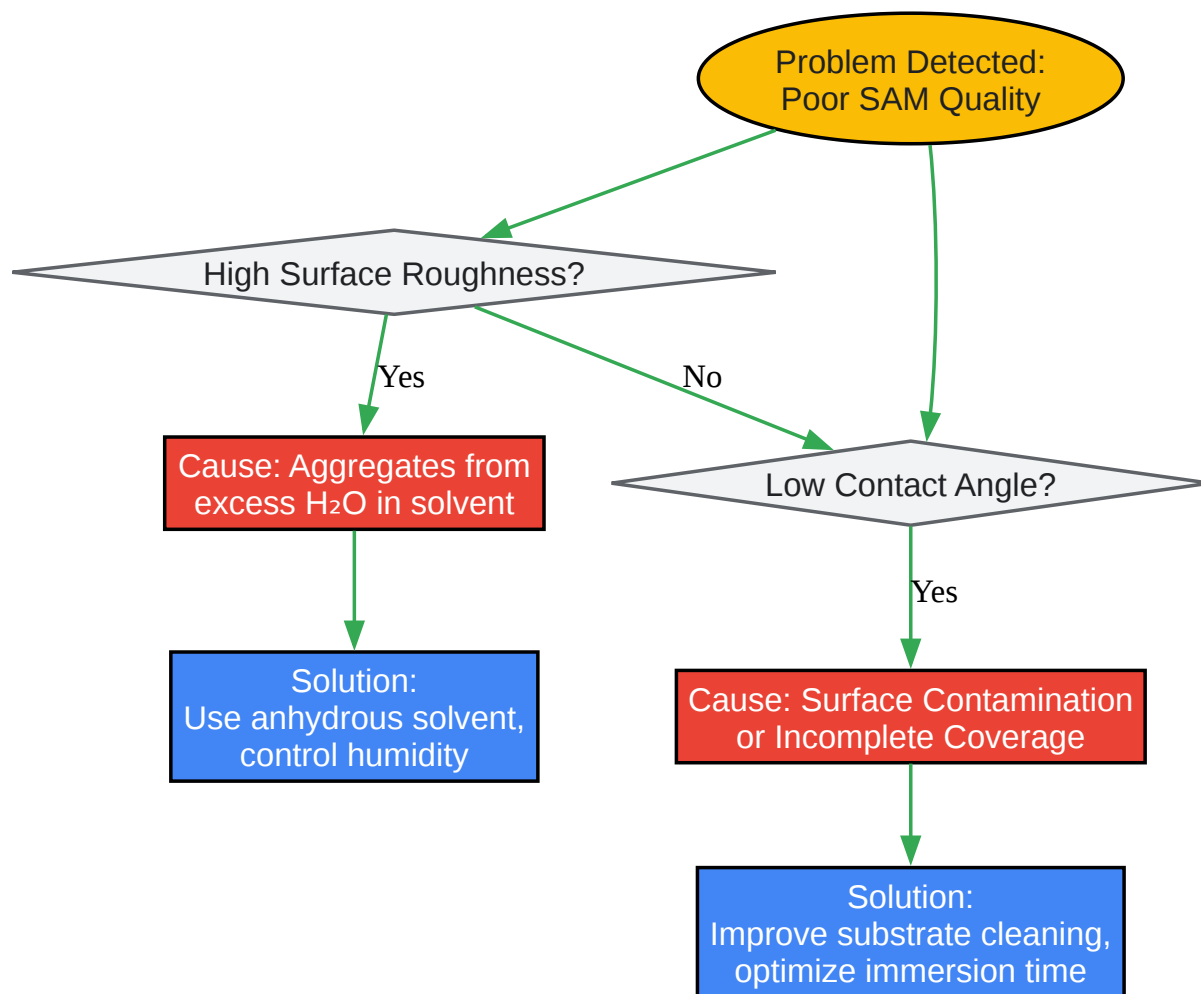 Problem Detected:
Poor SAM Quality
High Surface Roughness?
Yes
No
Cause: Aggregates from
excess H₂O in solvent
Low Contact Angle?
Yes
Solution:
Use anhydrous solvent,
control humidity
Cause: Surface Contamination
or Incomplete Coverage
Solution:
Improve substrate cleaning,
optimize immersion time